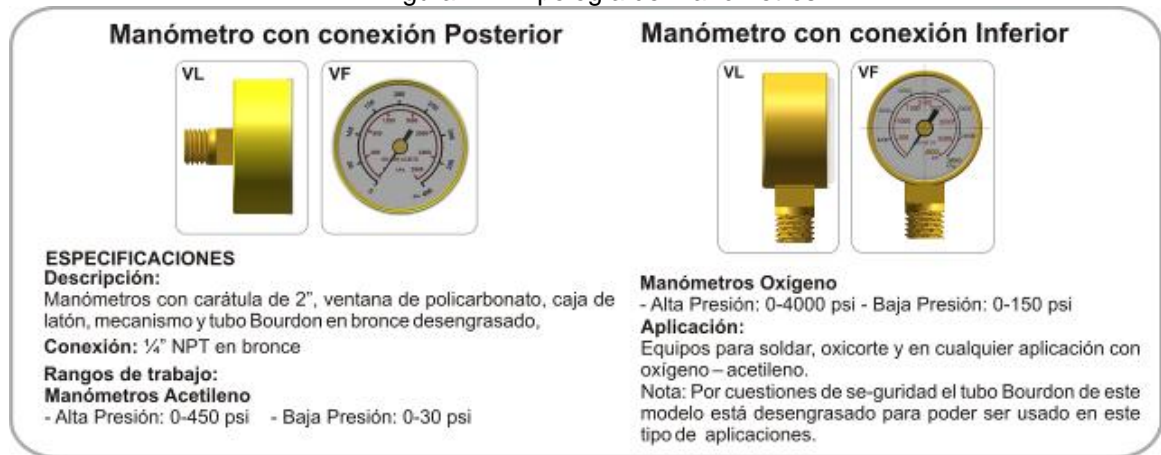 Manómetro con conexión Posterior
VL
VF
ESPECIFICACIONES
Descripción:
Manómetros con carátula de 2”, ventana de policarbonato, caja de
latón, mecanismo y tubo Bourdon en bronce desengrasado,
Conexión: ¼” NPT en bronce
Rangos de trabajo:
Manómetros Acetileno
- Alta Presión: 0-450 psi - Baja Presión: 0-30 psi
Manómetro con conexión Inferior
VL
VF
Manómetros Oxígeno
- Alta Presión: 0-4000 psi - Baja Presión: 0-150 psi
Aplicación:
Equipos para soldar, oxicorte y en cualquier aplicación con
oxígeno – acetileno.
Nota: Por cuestiones de se-guridad el tubo Bourdon de este
modelo está desengrasado para poder ser usado en este
tipo de aplicaciones.